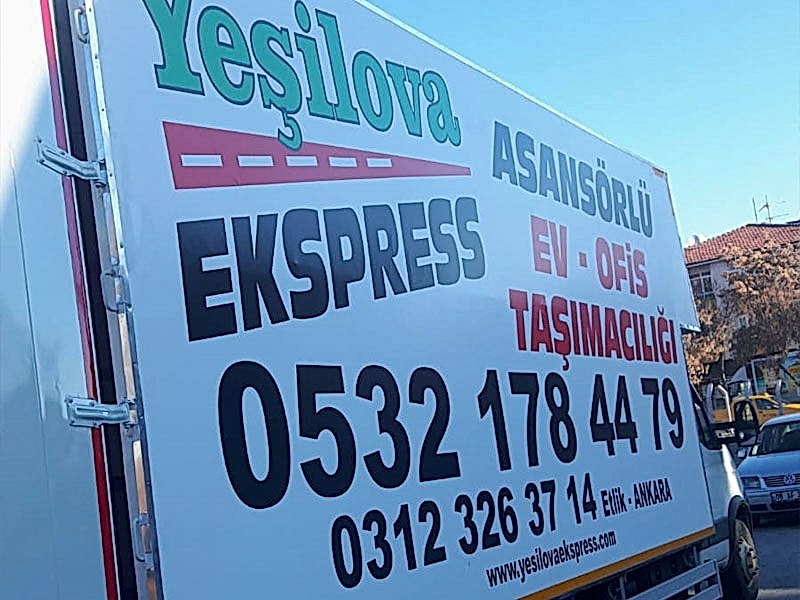 Yeşilova
EKSPRESS
ASANSÖRLÜ
EV - OFİS
TAŞIMACILIĞI
0532 178 44 79
0312 326 37 14 Etlik - ANKARA
www.yesilovaekspress.com